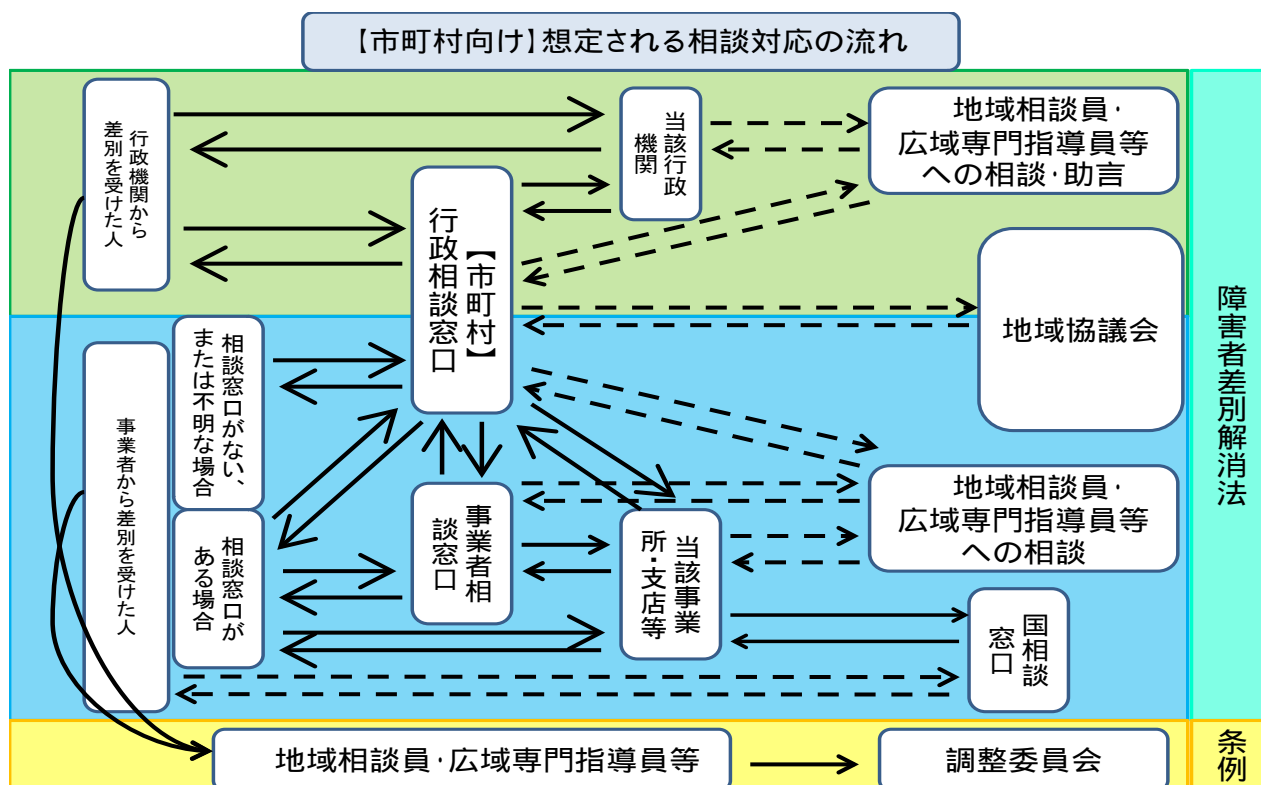 【市町村向け】想定される相談対応の流れ
行政機関から
差別を受けた人
当該行政
機関
地域相談員・
広域専門指導員等
への相談・助言
【市町村】
行政相談窓口
地域協議会
障害者差別解消法
事業者から差別を受けた人
相談窓口がない、
または不明な場合
相談窓口が
ある場合
事業者相
談窓口
当該事業
所・支店等
地域相談員・
広域専門指導員等
への相談
国相談
窓口
地域相談員・広域専門指導員等
調整委員会
条例